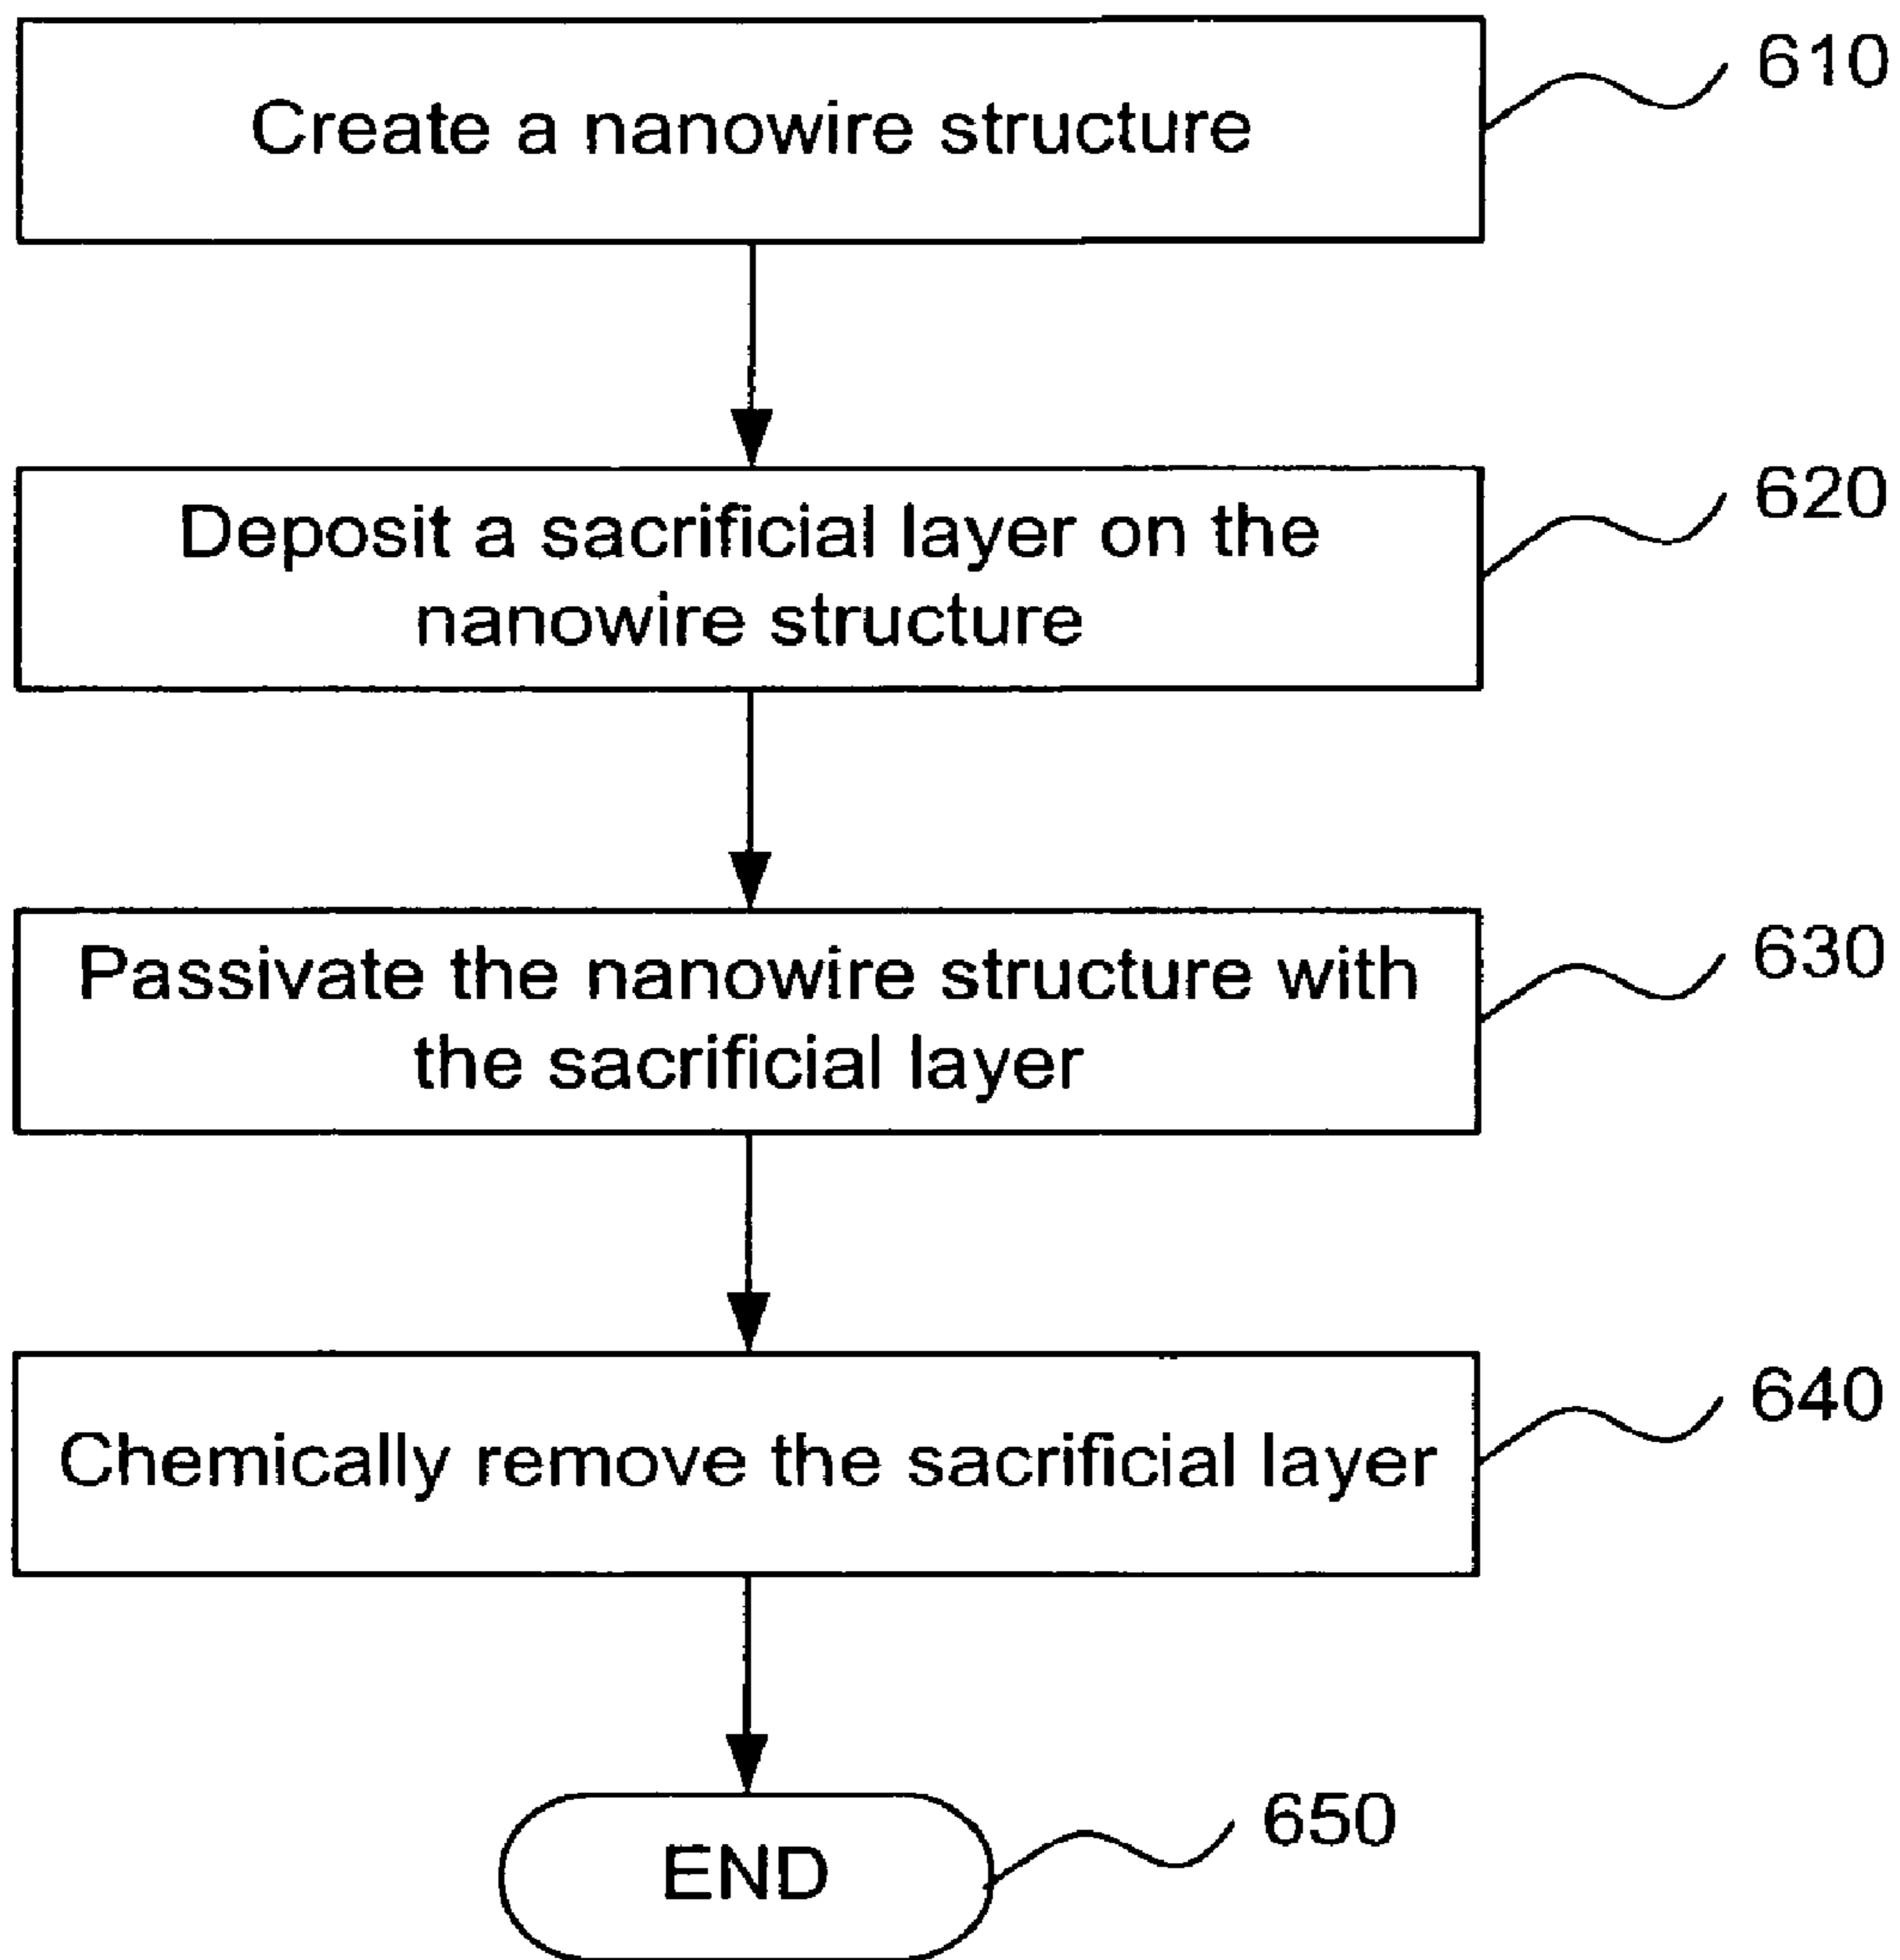 Create a nanowire structure
610
Deposit a sacrificial layer on the
nanowire structure
620
Passivate the nanowire structure with
the sacrificial layer
630
Chemically remove the sacrificial layer
640
END
650